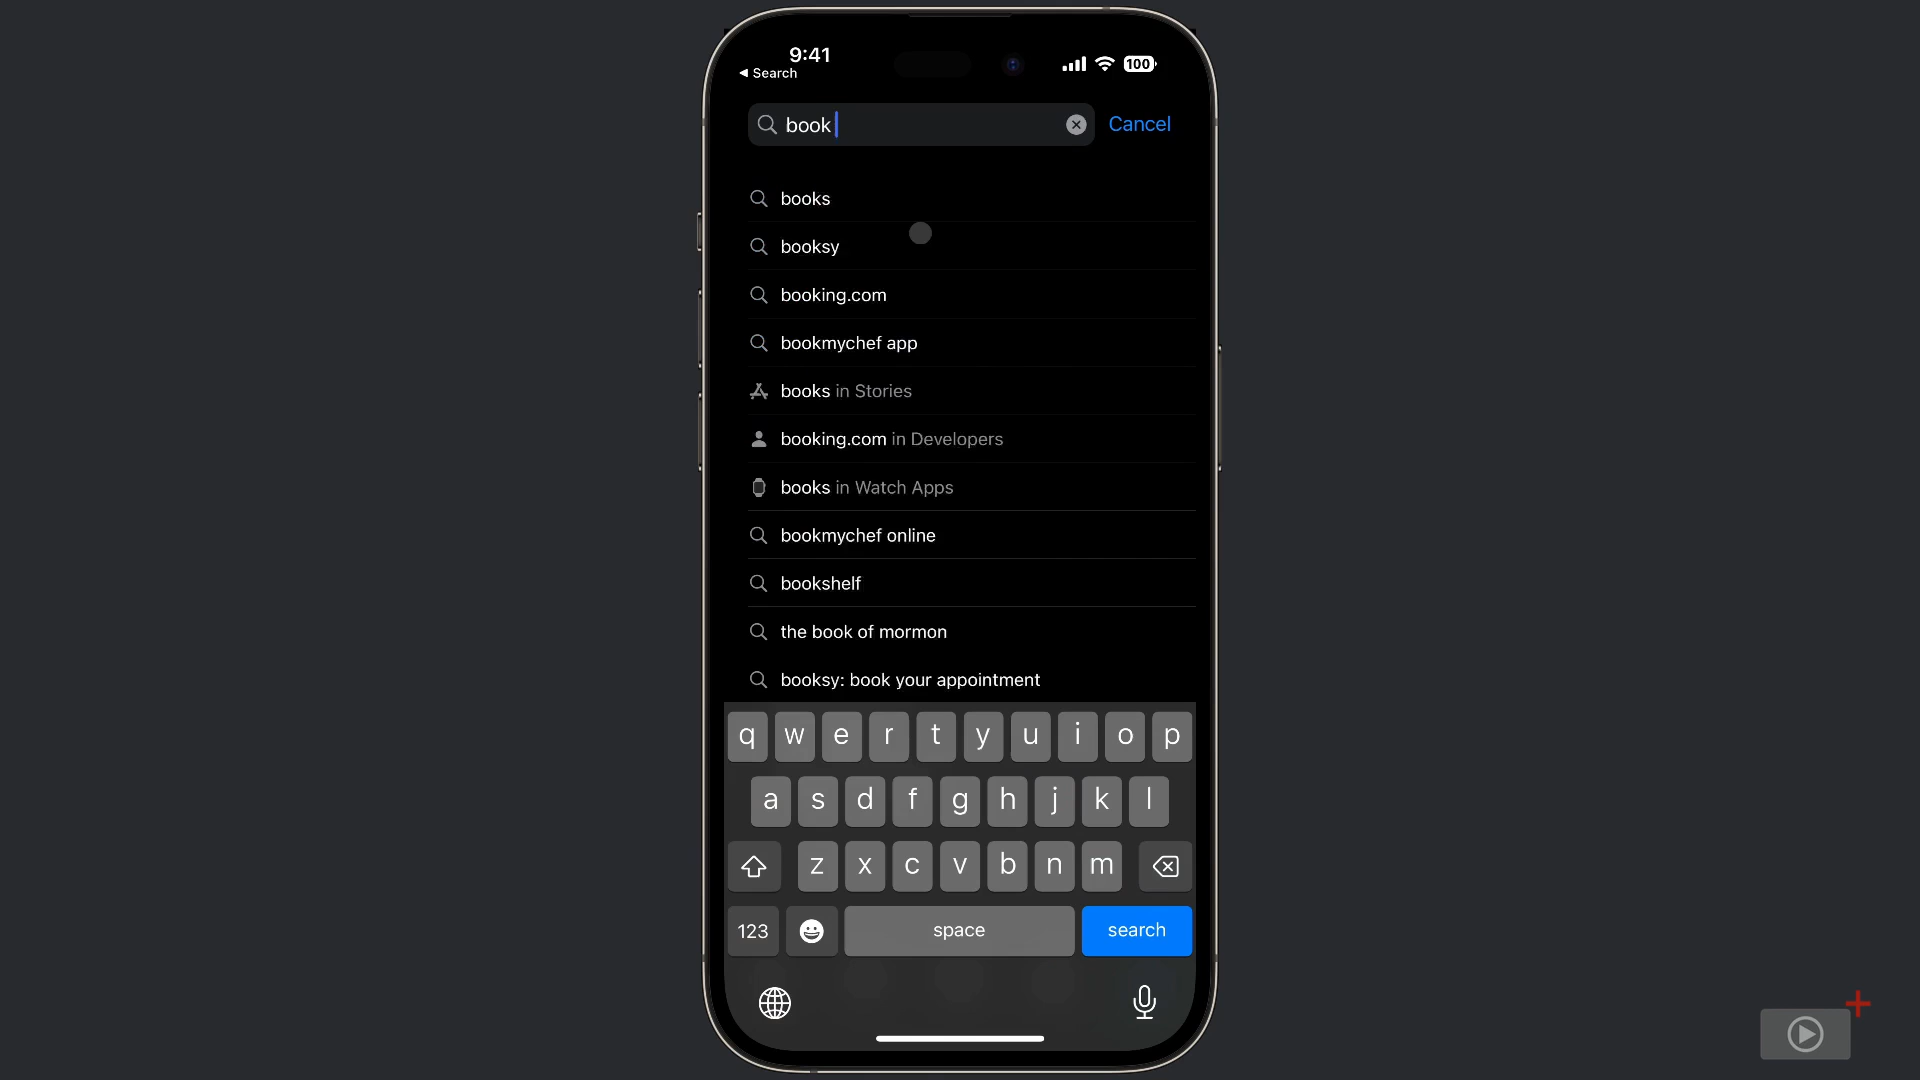 9:41
◀ Search
100
book
Cancel
books
booksy
booking.com
bookmychef app
books in Stories
booking.com in Developers
books in Watch Apps
bookmychef online
bookshelf
the book of mormon
booksy: book your appointment
q w e r t y u i o p
a s d f g h j k l
z x c v b n m
123 space search